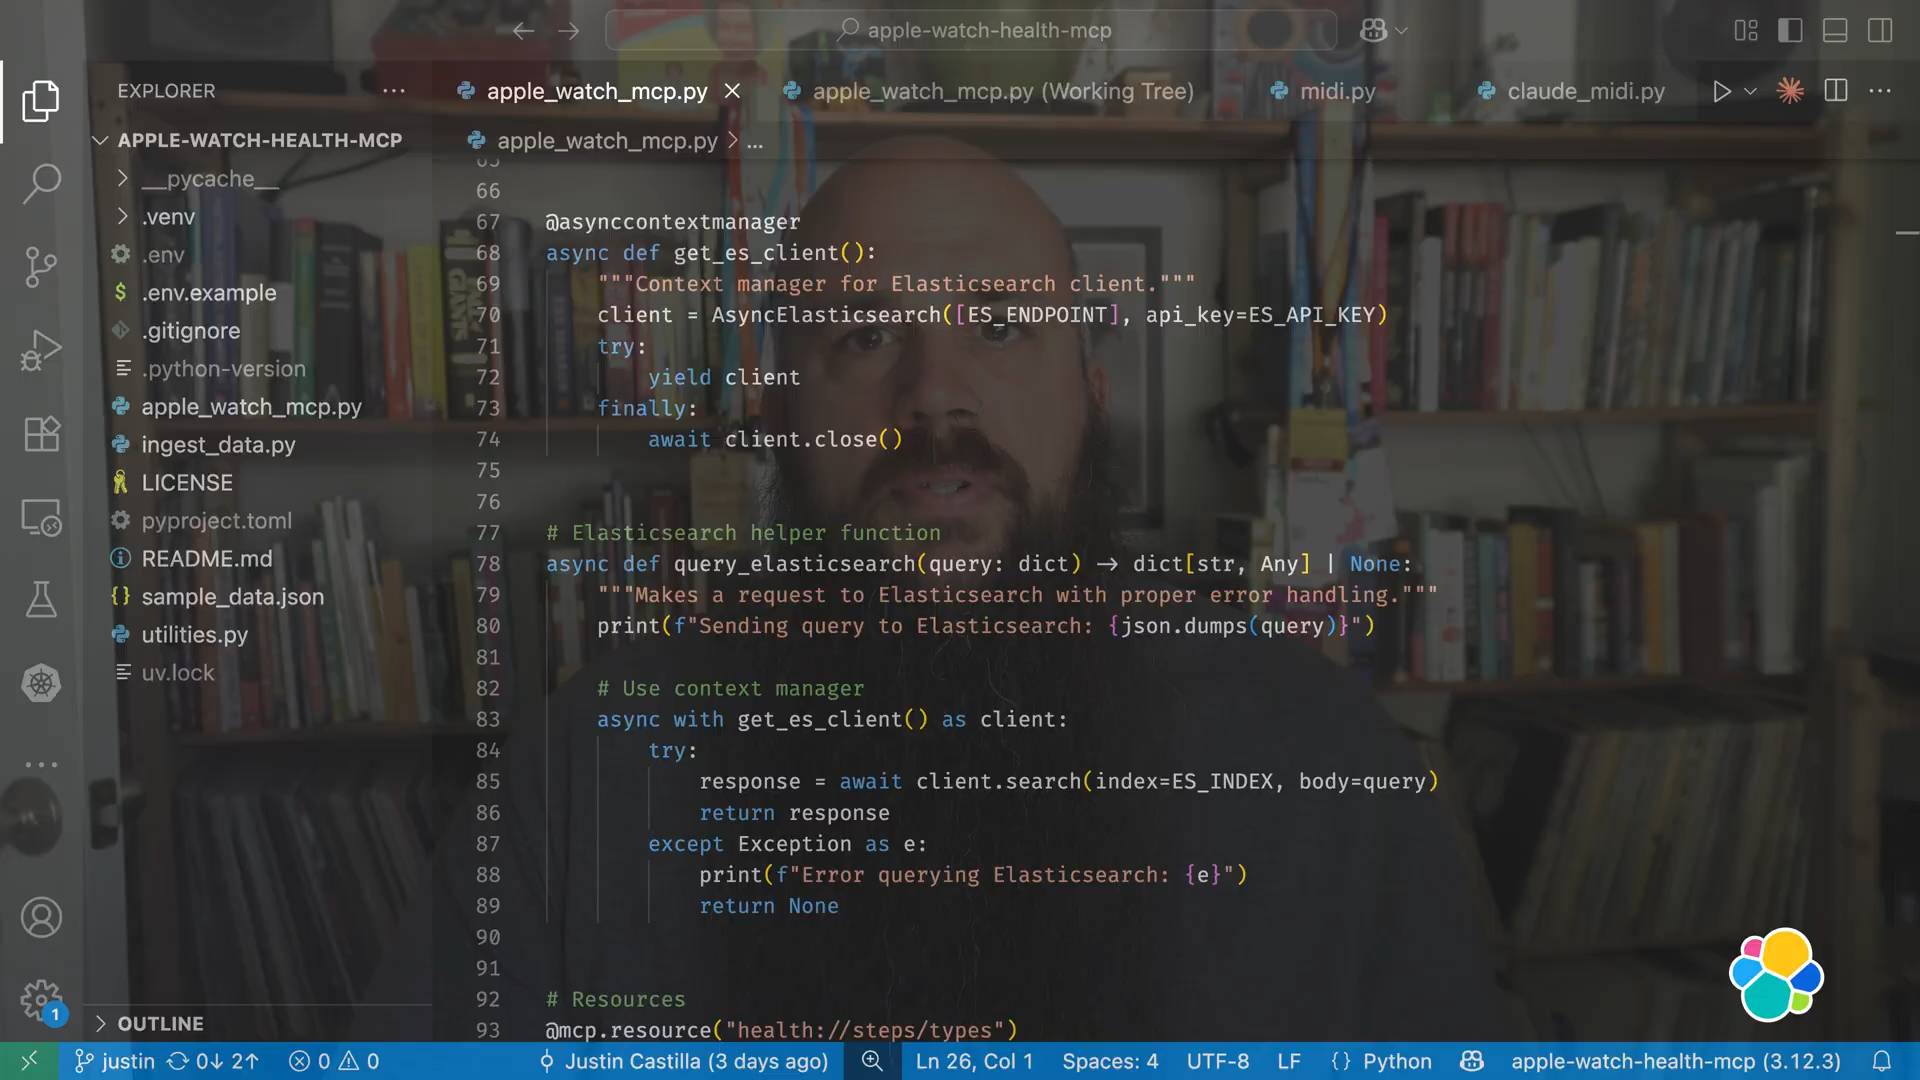 apple-watch-health-mcp
EXPLORER
apple_watch_mcp.py
apple_watch_mcp.py (Working Tree)
midi.py
claude_midi.py
APPLE-WATCH-HEALTH-MCP
apple_watch_mcp.py > ...
__pycache__
.venv
.env
.env.example
.gitignore
.python-version
apple_watch_mcp.py
ingest_data.py
LICENSE
pyproject.toml
README.md
sample_data.json
utilities.py
uv.lock
OUTLINE
65
66
67 @asynccontextmanager
68 async def get_es_client():
69 """Context manager for Elasticsearch client."""
70 client = AsyncElasticsearch([ES_ENDPOINT], api_key=ES_API_KEY)
71 try:
72 yield client
73 finally:
74 await client.close()
75
76
77 # Elasticsearch helper function
78 async def query_elasticsearch(query: dict) -> dict[str, Any] | None:
79 """Makes a request to Elasticsearch with proper error handling."""
80 print(f"Sending query to Elasticsearch: {json.dumps(query)}")
81
82 # Use context manager
83 async with get_es_client() as client:
84 try:
85 response = await client.search(index=ES_INDEX, body=query)
86 return response
87 except Exception as e:
88 print(f"Error querying Elasticsearch: {e}")
89 return None
90
91
92 # Resources
93 @mcp.resource("health://steps/types")
1
justin 0↓ 2↑ 0 0 Justin Castilla (3 days ago) Ln 26, Col 1 Spaces: 4 UTF-8 LF {} Python apple-watch-health-mcp (3.12.3)